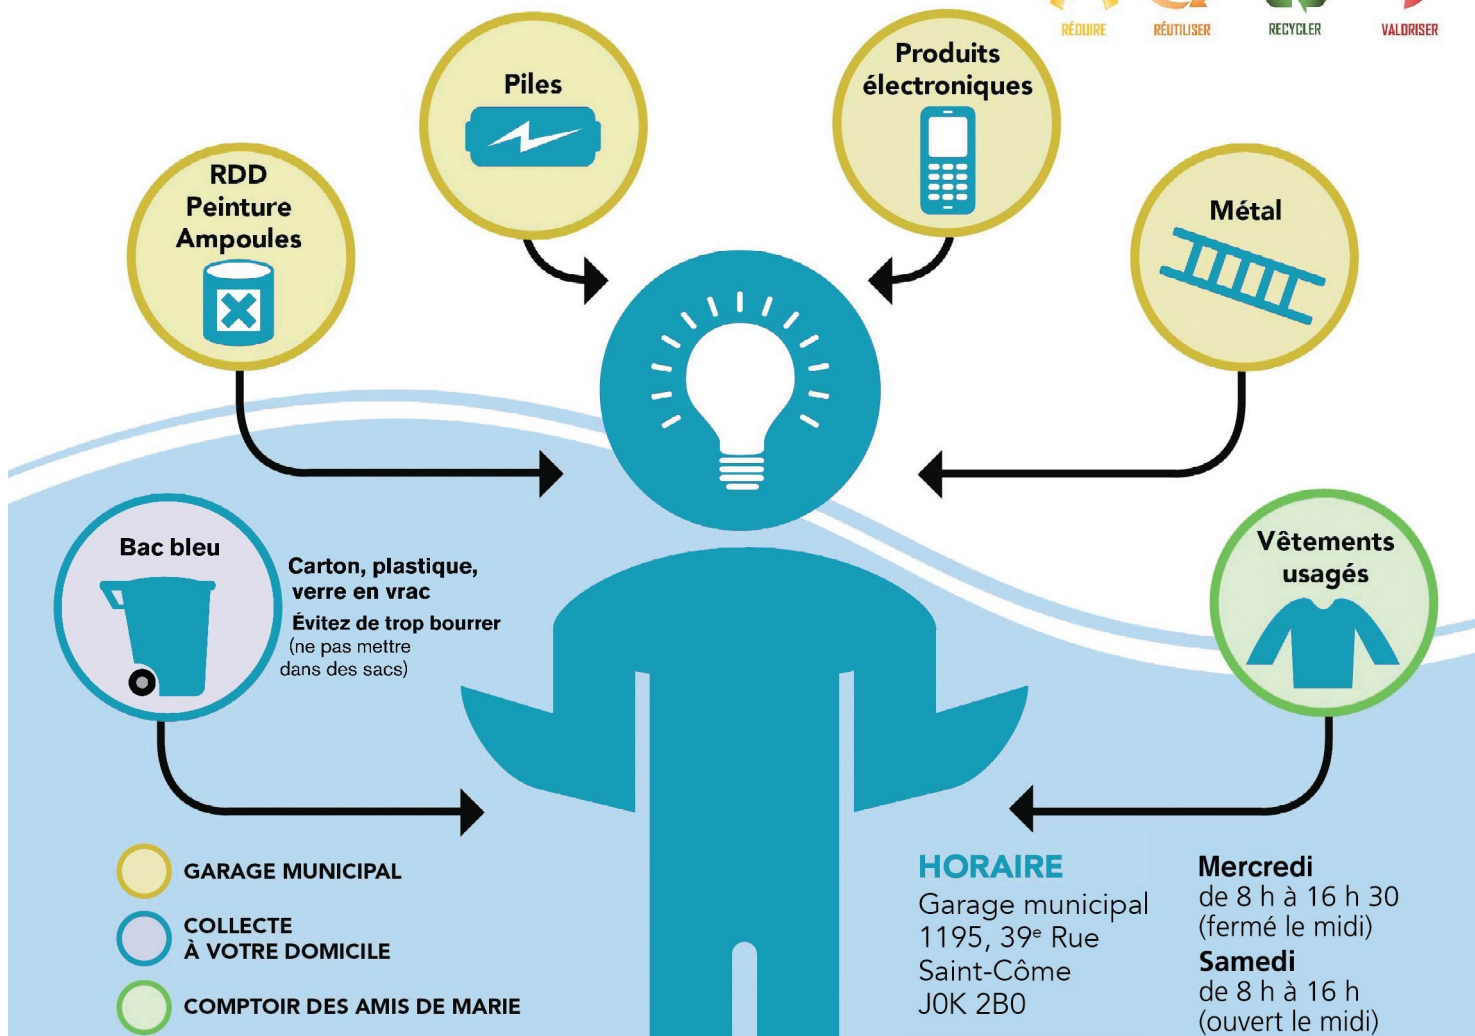 RÉDUIRE
RÉUTILISER
RECYCLER
VALORISER
Piles
Produits
électroniques
RDD
Peinture
Ampoules
Métal
Bac bleu
Carton, plastique,
verre en vrac
Évitez de trop bourrer
(ne pas mettre
dans des sacs)
Vêtements
usagés
GARAGE MUNICIPAL
COLLECTE
À VOTRE DOMICILE
COMPTOIR DES AMIS DE MARIE
HORAIRE
Garage municipal
1195, 39e Rue
Saint-Côme
J0K 2B0
Mercredi
de 8 h à 16 h 30
(fermé le midi)
Samedi
de 8 h à 16 h
(ouvert le midi)